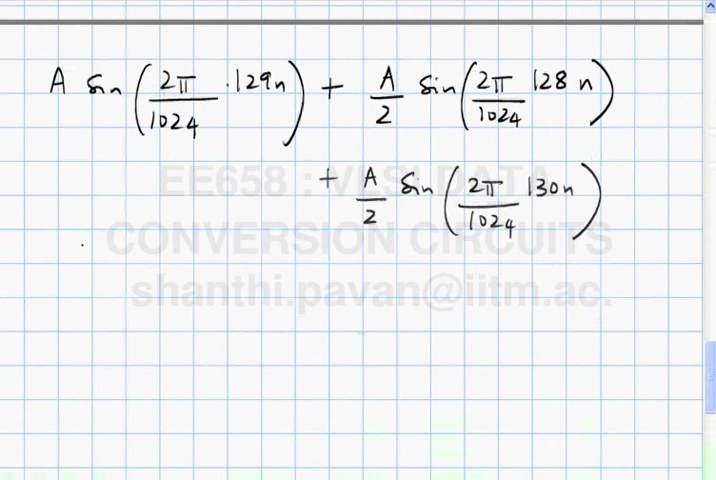 A sin(2π/1024 · 129n) + A/2 sin(2π/1024 128 n)
+ A/2 sin(2π/1024 130n)
EE658 : VLSI DATA
CONVERSION CIRCUITS
shanthi.pavan@iitm.ac.